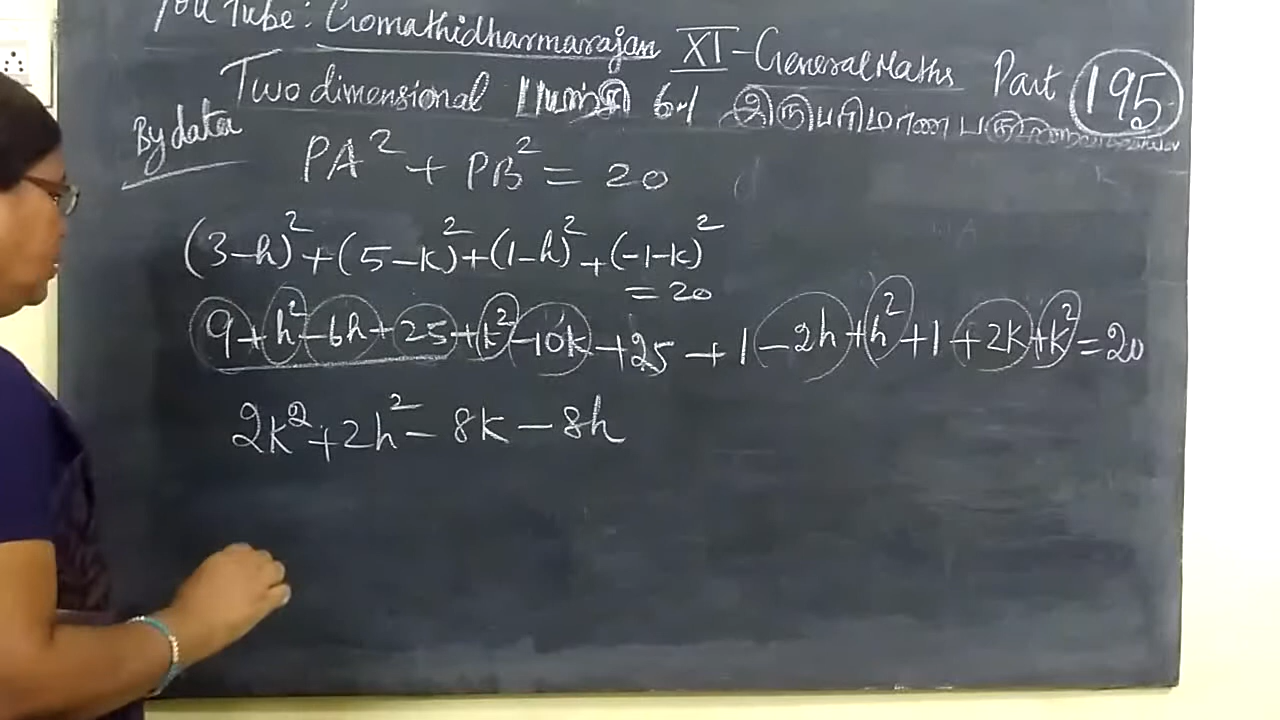 YouTube: Gomathidharmarajan XI - General Maths Part 195
Two dimensional இருபரிமாண
By data
PA² + PB² = 20
(3-h)² + (5-k)² + (1-h)² + (-1-k)²
= 20
9 + h² - 6h + 25 + k² - 10k + 25 + 1 - 2h + h² + 1 + 2k + k² = 20
2k² + 2h² - 8k - 8h